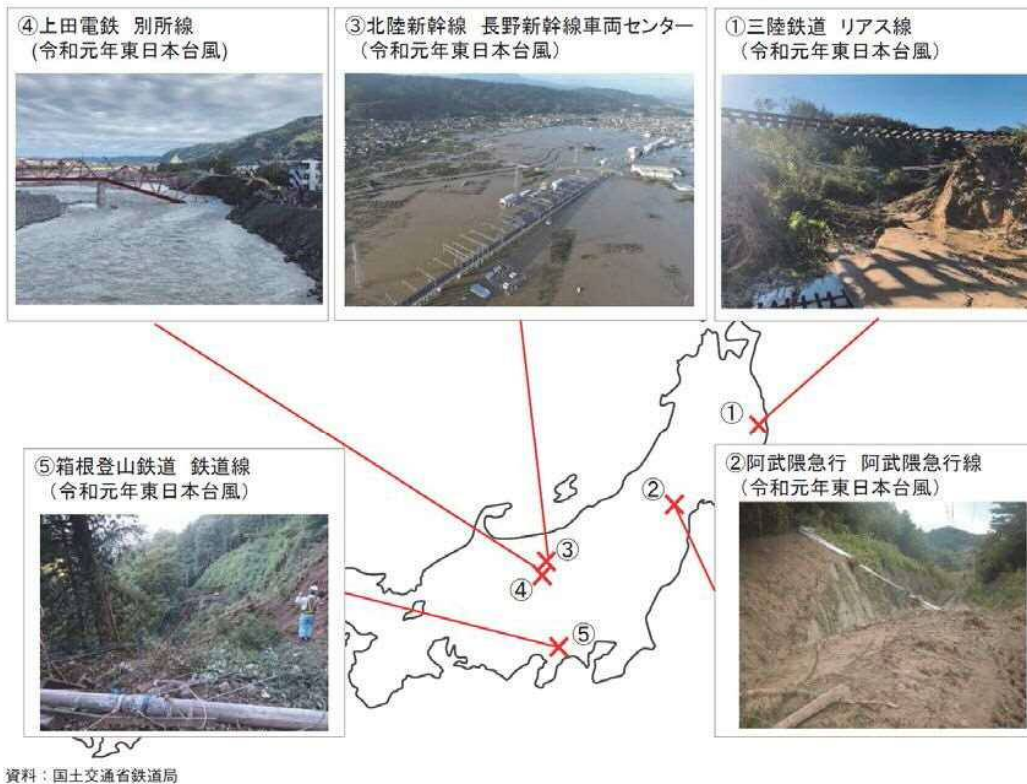 ④上田電鉄 別所線
(令和元年東日本台風)
③北陸新幹線 長野新幹線車両センター
(令和元年東日本台風)
①三陸鉄道 リアス線
(令和元年東日本台風)
①
⑤箱根登山鉄道 鉄道線
(令和元年東日本台風)
②阿武隈急行 阿武隈急行線
(令和元年東日本台風)
②
③
④
⑤
資料:国土交通省鉄道局